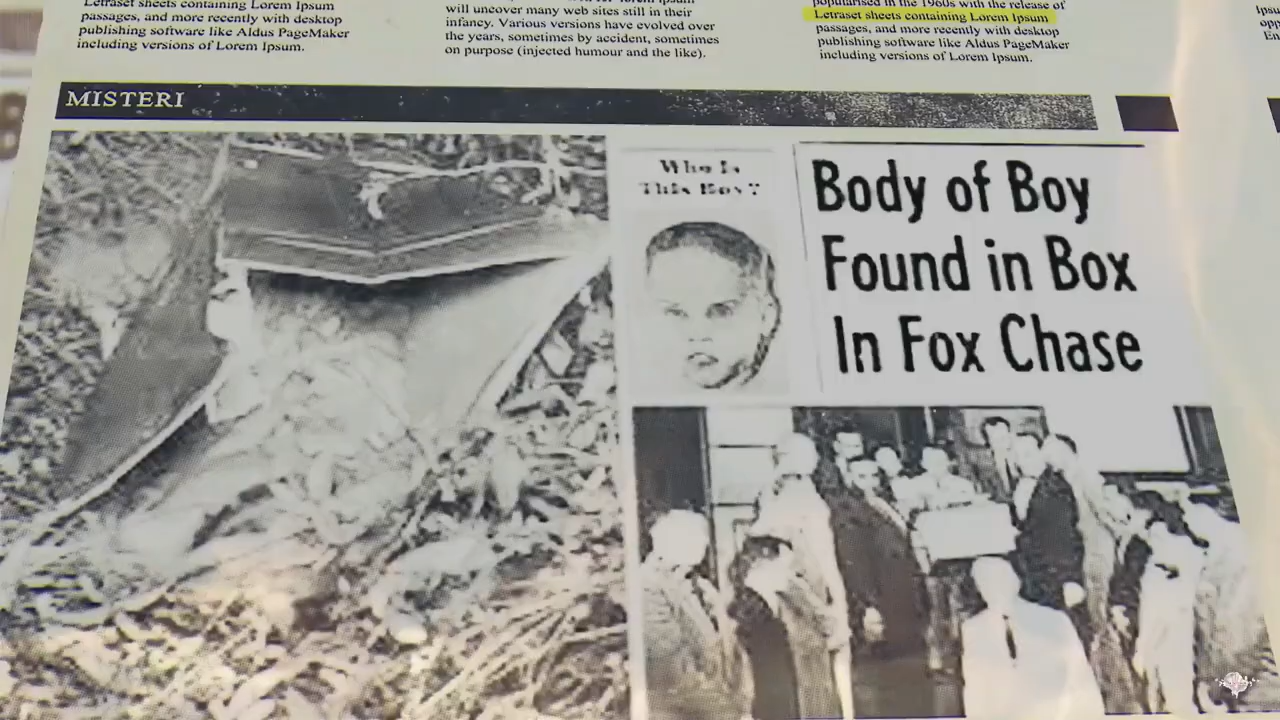 Letraset sheets containing Lorem Ipsum
passages, and more recently with desktop
publishing software like Aldus PageMaker
including versions of Lorem Ipsum.
will uncover many web sites still in their
infancy. Various versions have evolved over
the years, sometimes by accident, sometimes
on purpose (injected humour and the like).
popularised in the 1960s with the release of
Letraset sheets containing Lorem Ipsum
passages, and more recently with desktop
publishing software like Aldus PageMaker
including versions of Lorem Ipsum.
MISTERI
Who Is
This Boy?
Body of Boy
Found in Box
In Fox Chase